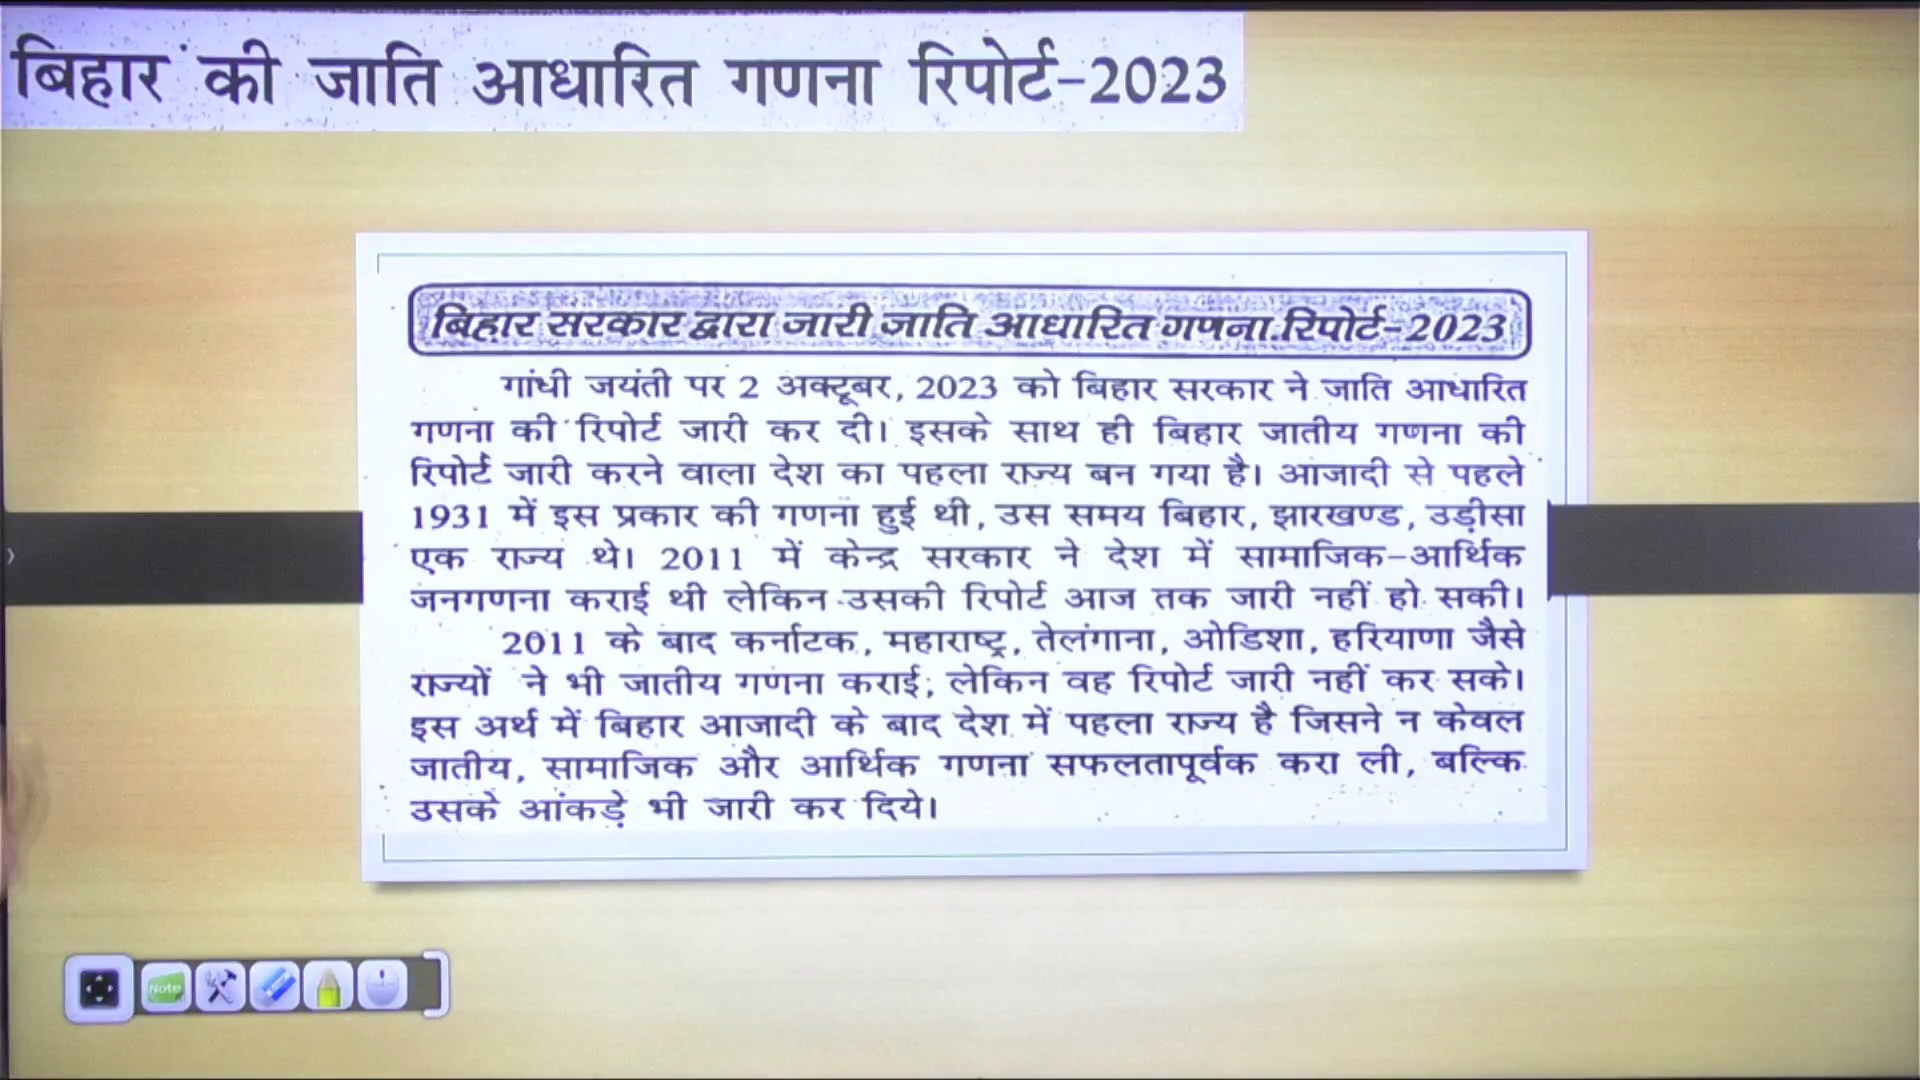 बिहार की जाति आधारित गणना रिपोर्ट-2023
बिहार सरकार द्वारा जारी जाति आधारित गणना रिपोर्ट-2023
गांधी जयंती पर 2 अक्टूबर, 2023 को बिहार सरकार ने जाति आधारित
गणना की रिपोर्ट जारी कर दी। इसके साथ ही बिहार जातीय गणना की
रिपोर्ट जारी करने वाला देश का पहला राज्य बन गया है। आजादी से पहले
1931 में इस प्रकार की गणना हुई थी, उस समय बिहार, झारखण्ड, उड़ीसा
एक राज्य थे। 2011 में केन्द्र सरकार ने देश में सामाजिक-आर्थिक
जनगणना कराई थी लेकिन उसकी रिपोर्ट आज तक जारी नहीं हो सकी।
2011 के बाद कर्नाटक, महाराष्ट्र, तेलंगाना, ओडिशा, हरियाणा जैसे
राज्यों ने भी जातीय गणना कराई, लेकिन वह रिपोर्ट जारी नहीं कर सके।
इस अर्थ में बिहार आजादी के बाद देश में पहला राज्य है जिसने न केवल
जातीय, सामाजिक और आर्थिक गणना सफलतापूर्वक करा ली, बल्कि
उसके आंकड़े भी जारी कर दिये।
Note